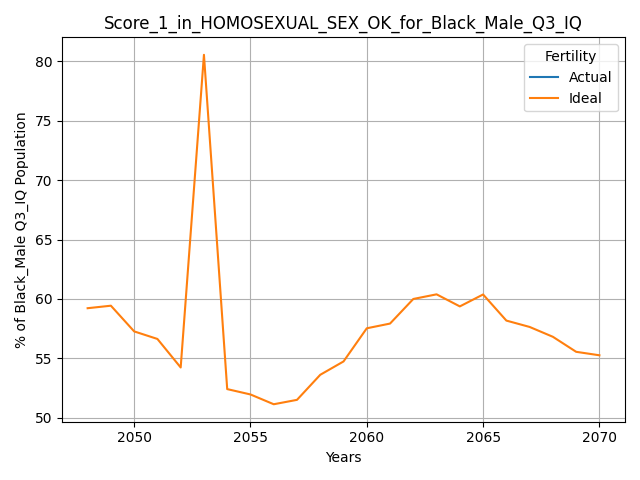 Score_1_in_HOMOSEXUAL_SEX_OK_for_Black_Male_Q3_IQ
Fertility
Actual
Ideal
80
75
70
65
60
55
50
% of Black_Male Q3_IQ Population
2050 2055 2060 2065 2070
Years